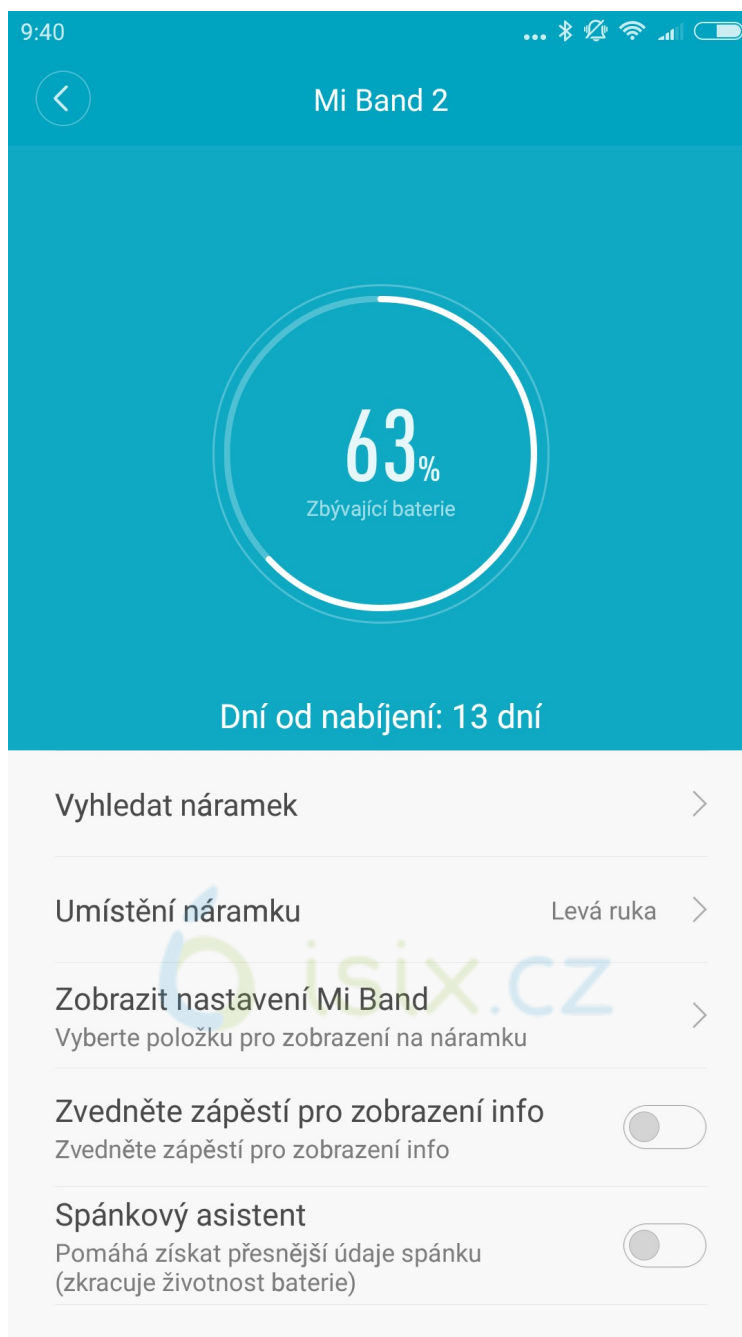 9:40
Mi Band 2
63%
Zbývající baterie
Dní od nabíjení: 13 dní
Vyhledat náramek
Umístění náramku Levá ruka
isix.cz
Zobrazit nastavení Mi Band
Vyberte položku pro zobrazení na náramku
Zvedněte zápěstí pro zobrazení info
Zvedněte zápěstí pro zobrazení info
Spánkový asistent
Pomáhá získat přesnější údaje spánku
(zkracuje životnost baterie)